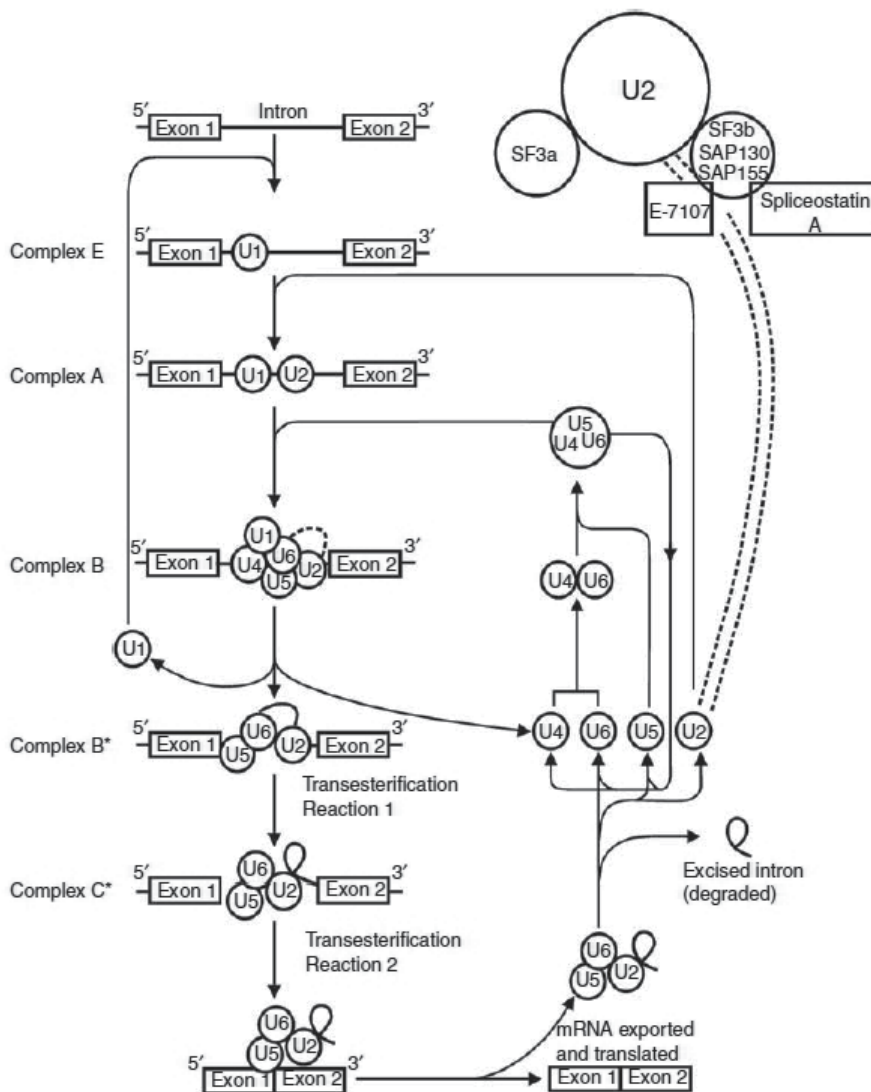 5′ Exon 1 Intron Exon 2 3′
U2
SF3a
SF3b
SAP130
SAP155
E-7107
Spliceostatin
A
Complex E
5′ Exon 1 U1 Exon 2 3′
Complex A
5′ Exon 1 U1 U2 Exon 2 3′
U5
U4 U6
Complex B
5′ Exon 1 U1 U4 U6 U5 U2 Exon 2 3′
U4 U6
U1
Complex B*
5′ Exon 1 U5 U6 U2 Exon 2 3′
U4 U6 U5 U2
Transesterification
Reaction 1
Complex C*
5′ Exon 1 U6 U5 U2 Exon 2 3′
Excised intron
(degraded)
Transesterification
Reaction 2
U6
U5 U2
U6
U5 U2
5′ Exon 1 Exon 2 3′
mRNA exported
and translated
Exon 1 Exon 2